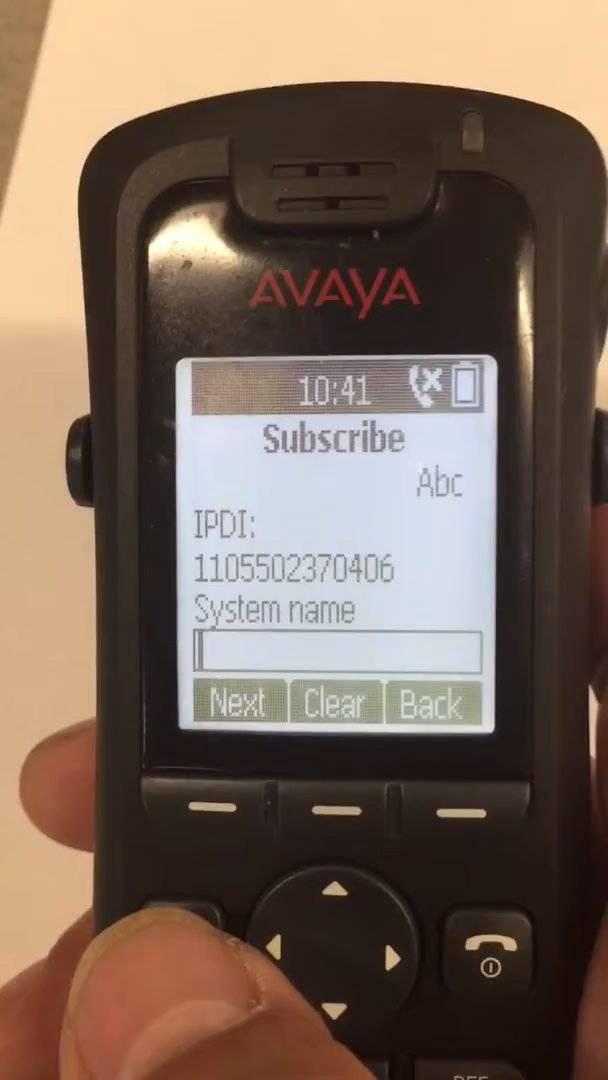 AVAYA
10:41
Subscribe
Abc
IPDI:
1105502370406
System name
Next Clear Back